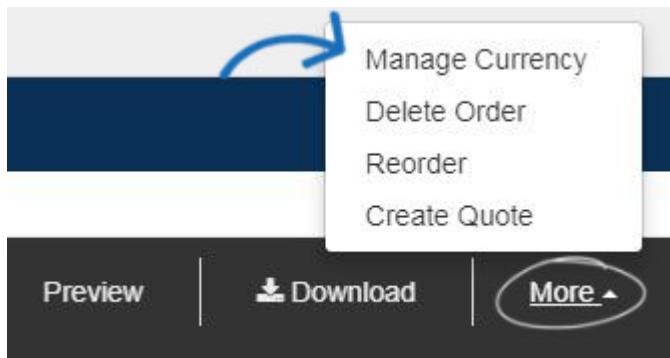 Manage Currency
Delete Order
Reorder
Create Quote
Preview
Download
More